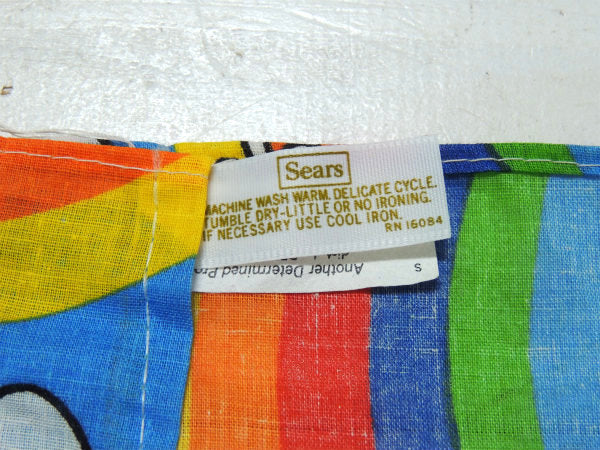 Sears
MACHINE WASH WARM. DELICATE CYCLE.
TUMBLE DRY-LITTLE OR NO IRONING.
IF NECESSARY USE COOL IRON.
RN 16084
Another Determined
S